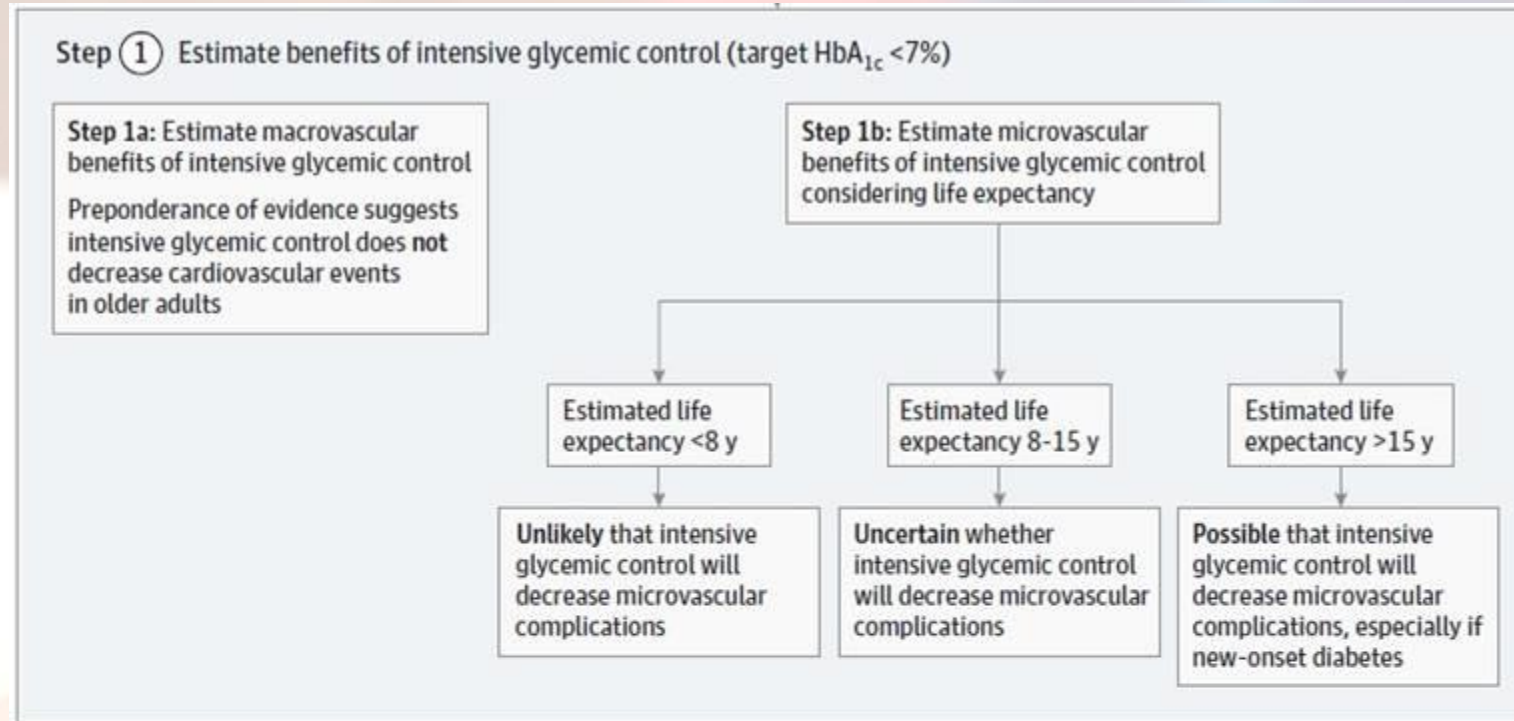 Step 1 Estimate benefits of intensive glycemic control (target HbA1c <7%)
Step 1a: Estimate macrovascular
benefits of intensive glycemic control
Preponderance of evidence suggests
intensive glycemic control does not
decrease cardiovascular events
in older adults
Step 1b: Estimate microvascular
benefits of intensive glycemic control
considering life expectancy
Estimated life
expectancy <8 y
Estimated life
expectancy 8-15 y
Estimated life
expectancy >15 y
Unlikely that intensive
glycemic control will
decrease microvascular
complications
Uncertain whether
intensive glycemic control
will decrease microvascular
complications
Possible that intensive
glycemic control will
decrease microvascular
complications, especially if
new-onset diabetes